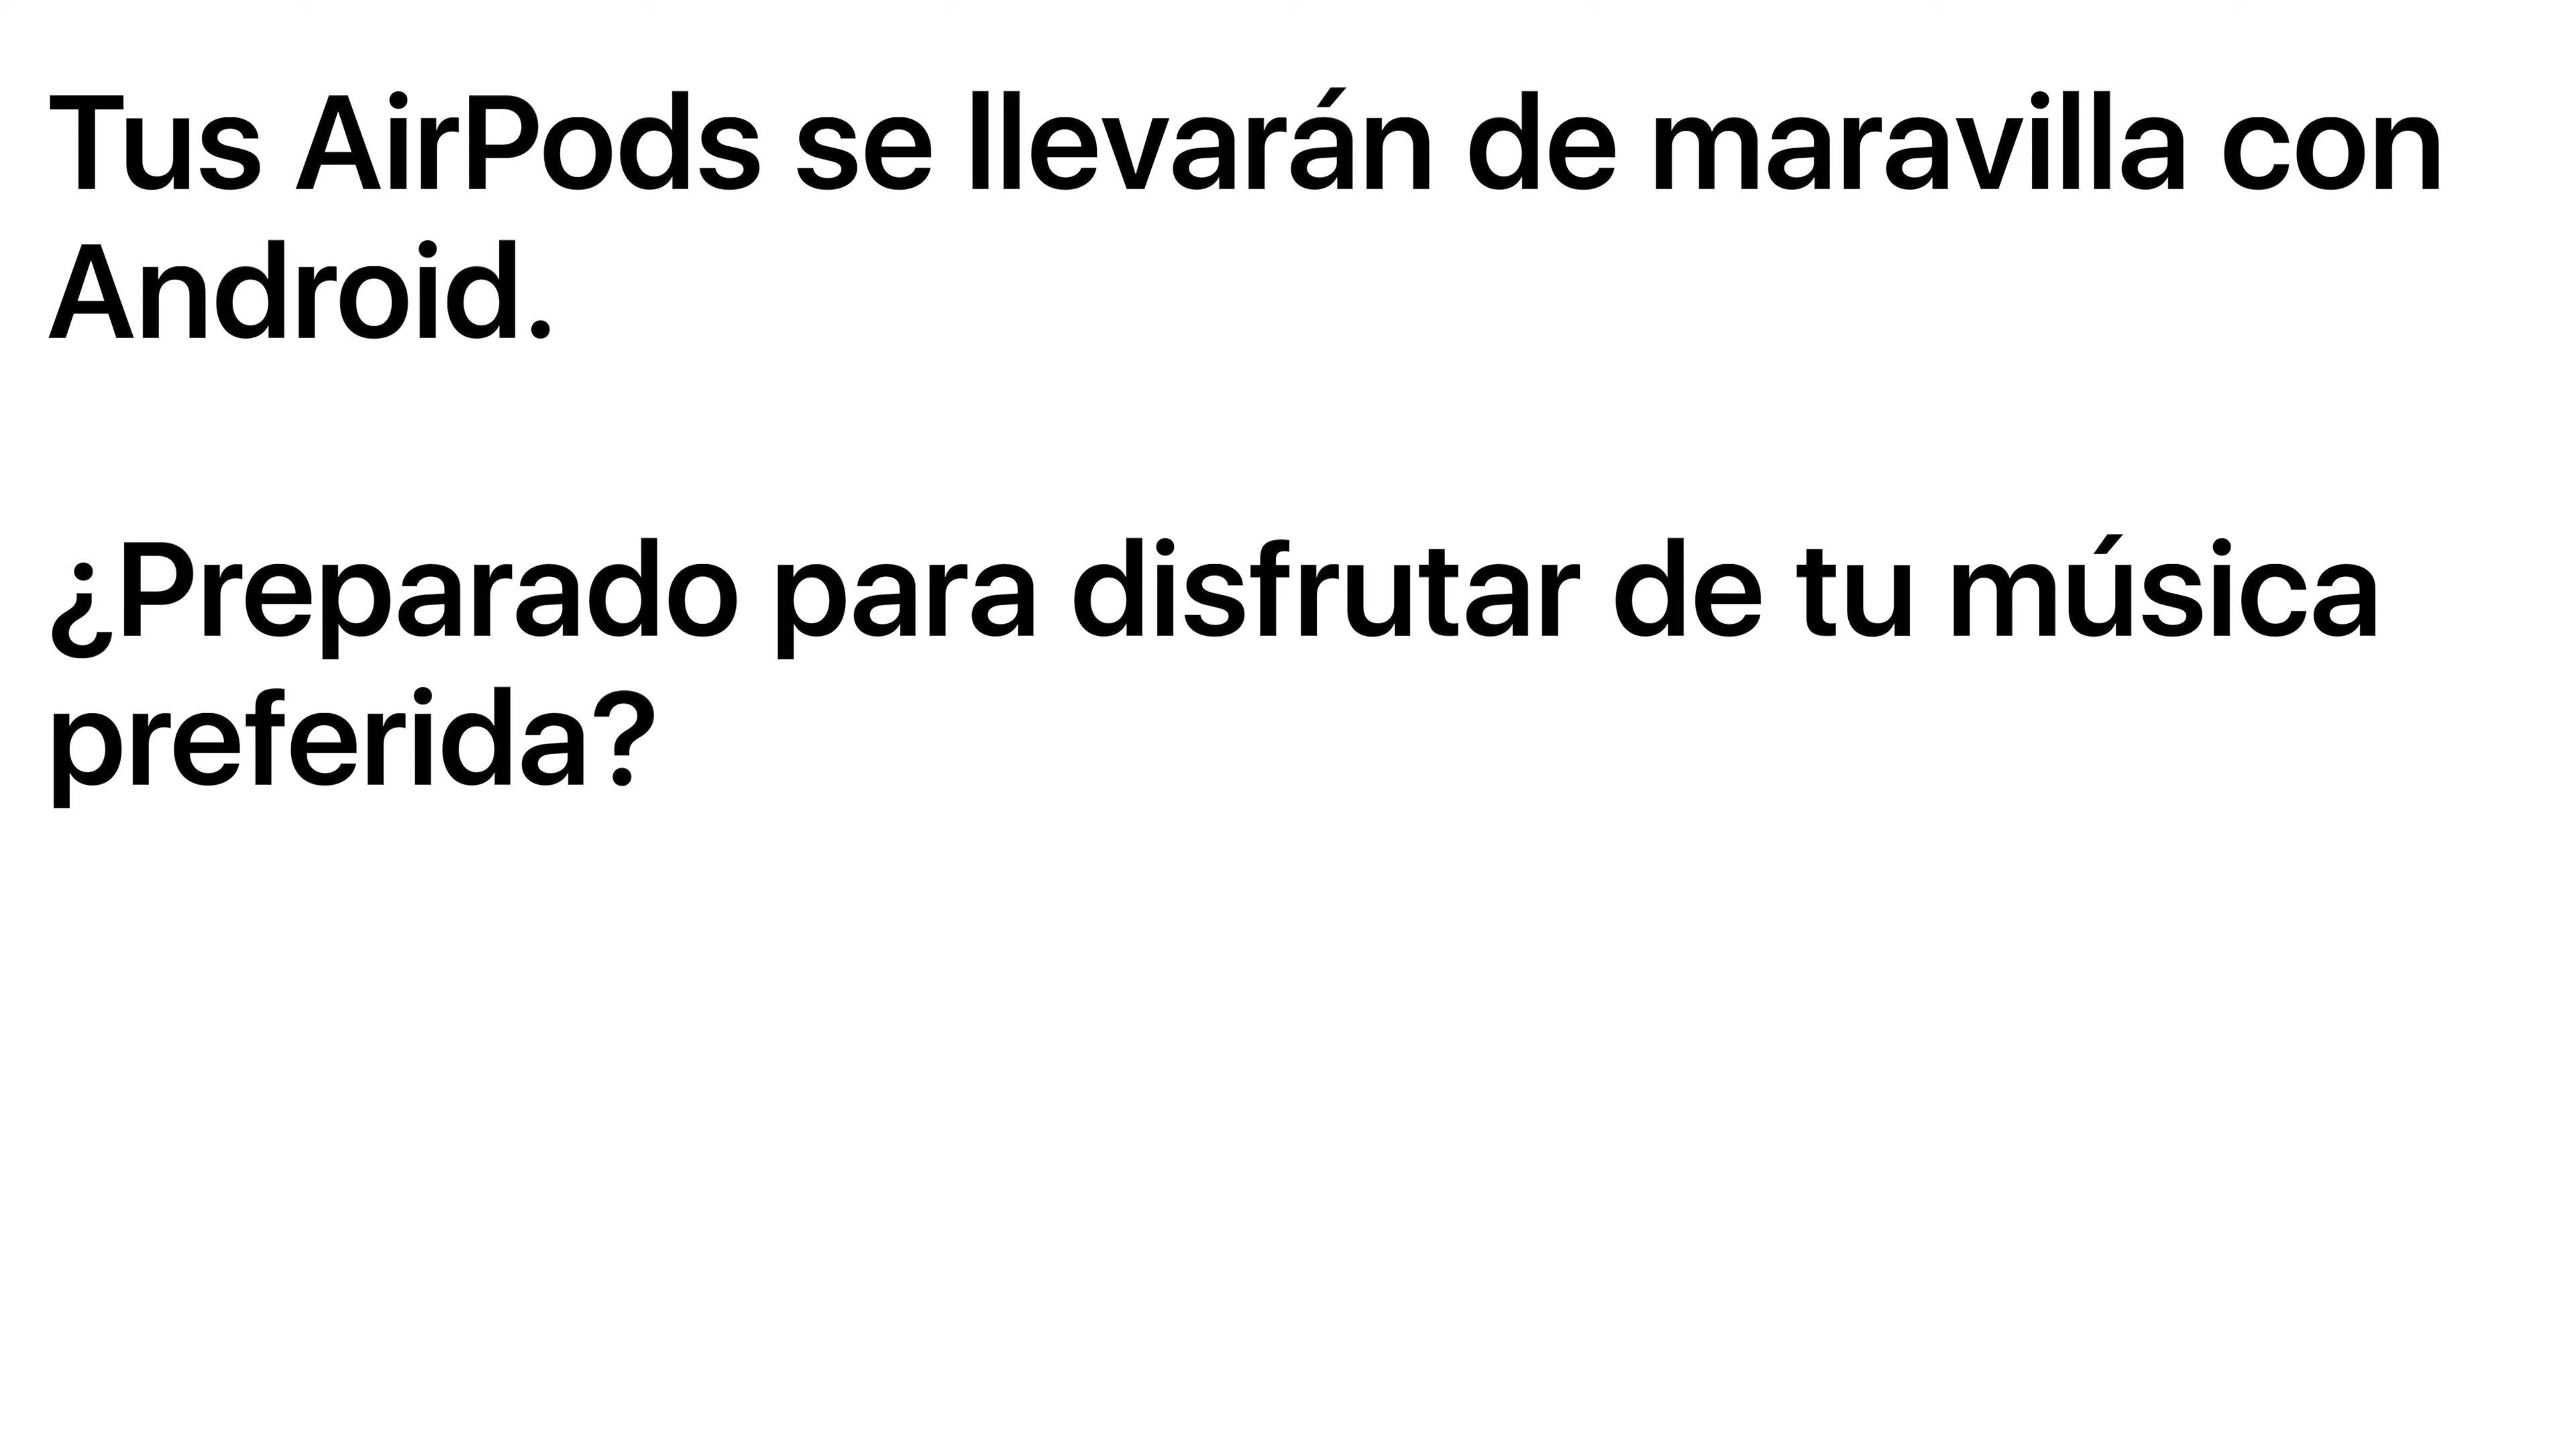 Tus AirPods se llevarán de maravilla con
Android.
¿Preparado para disfrutar de tu música
preferida?